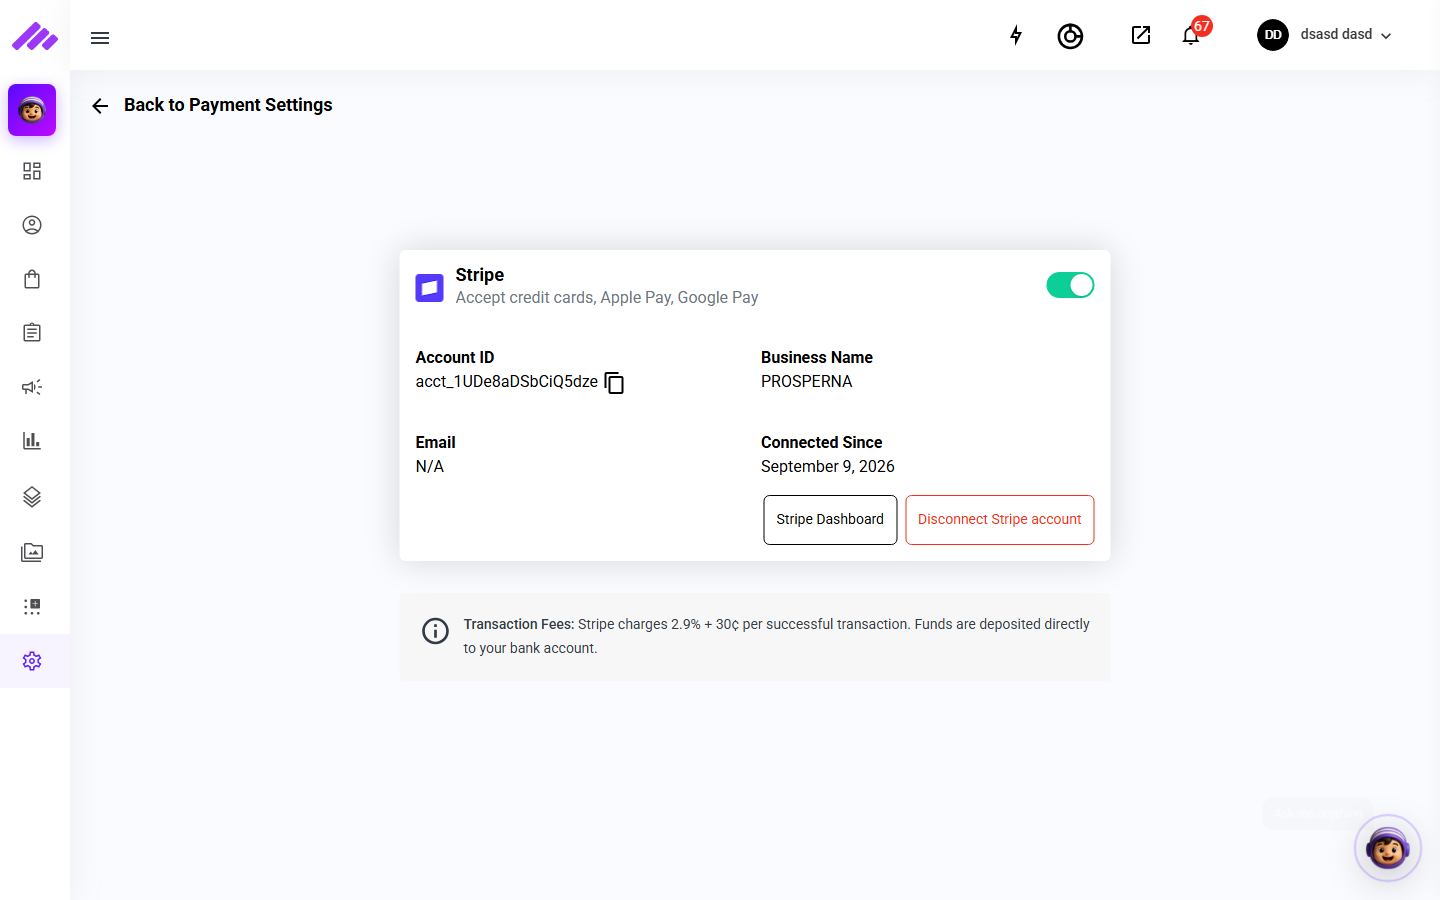 67
DD
dsasd dasd
Back to Payment Settings
Stripe
Accept credit cards, Apple Pay, Google Pay
Account ID
acct_1UDe8aDSbCiQ5dze
Business Name
PROSPERNA
Email
N/A
Connected Since
September 9, 2026
Stripe Dashboard
Disconnect Stripe account
Transaction Fees: Stripe charges 2.9% + 30¢ per successful transaction. Funds are deposited directly
to your bank account.